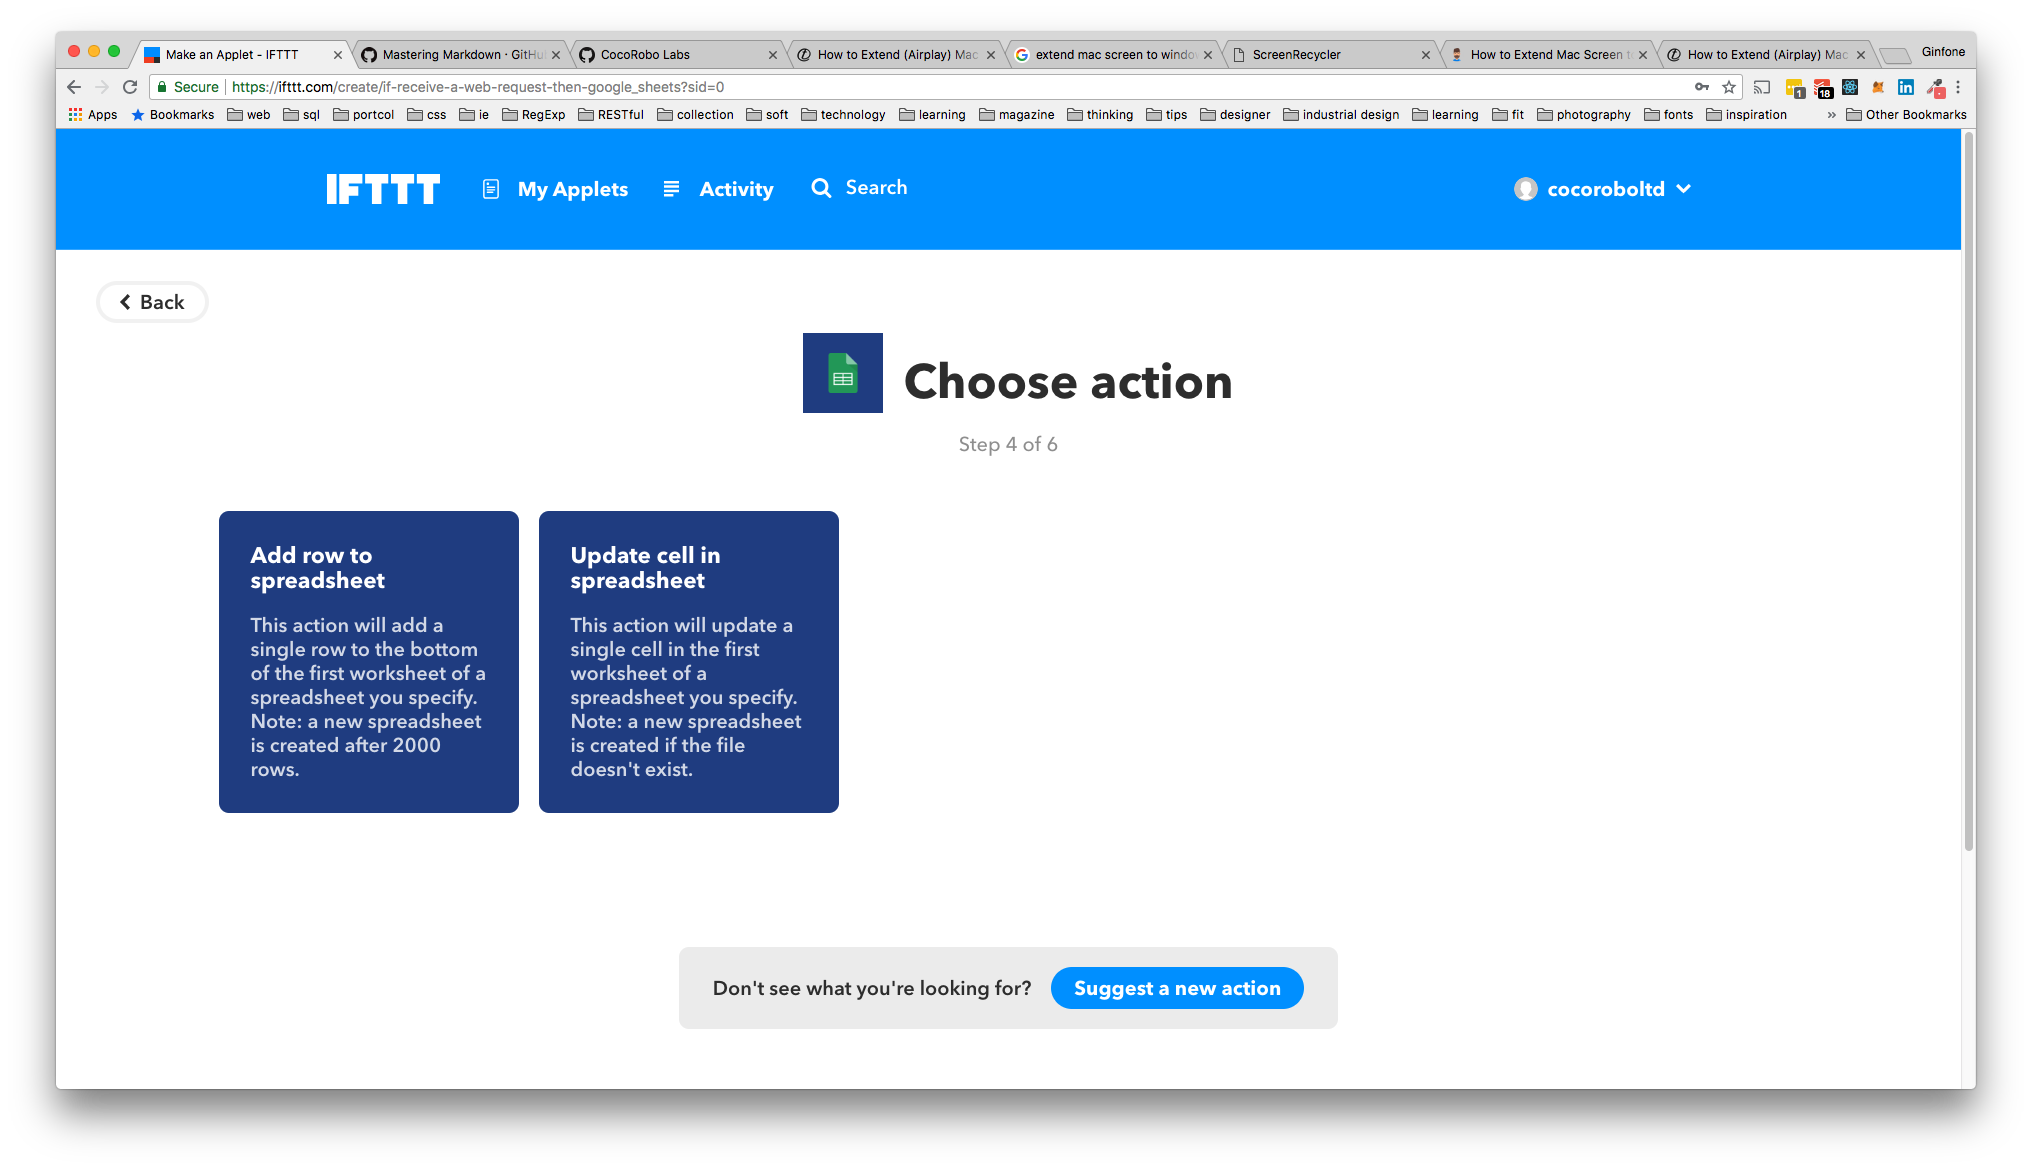 Make an Applet - IFTTT
Mastering Markdown · GitHu
CocoRobo Labs
How to Extend (Airplay) Mac
extend mac screen to windo
ScreenRecycler
How to Extend Mac Screen t
How to Extend (Airplay) Mac
Ginfone
Secure https://ifttt.com/create/if-receive-a-web-request-then-google_sheets?sid=0
1
18
in
Apps Bookmarks web sql portcol css ie RegExp RESTful collection soft technology learning magazine thinking tips designer industrial design learning fit photography fonts inspiration » Other Bookmarks
IFTTT My Applets Activity Search cocoroboltd
Back
Choose action
Step 4 of 6
Add row to
spreadsheet
This action will add a
single row to the bottom
of the first worksheet of a
spreadsheet you specify.
Note: a new spreadsheet
is created after 2000
rows.
Update cell in
spreadsheet
This action will update a
single cell in the first
worksheet of a
spreadsheet you specify.
Note: a new spreadsheet
is created if the file
doesn't exist.
Don't see what you're looking for? Suggest a new action